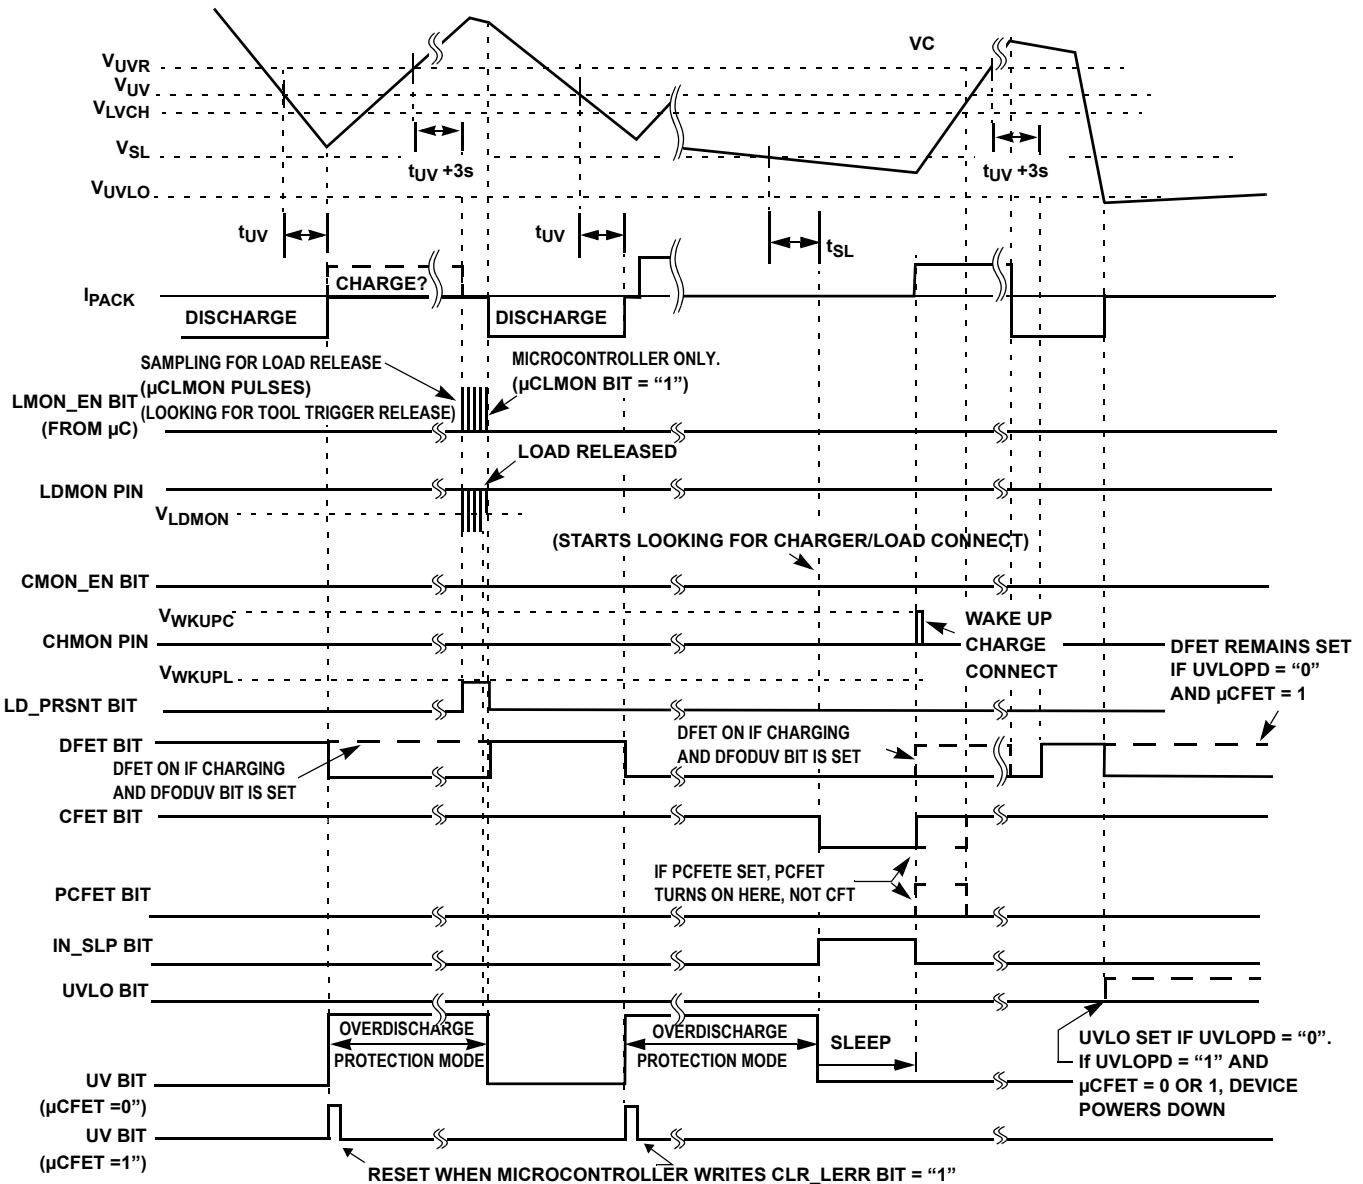 VC
VUVR
VUV
VLVCH
VSL
VUVLO
tUV +3s
tUV +3s
tUV
tUV
tSL
IPACK
CHARGE?
DISCHARGE
DISCHARGE
SAMPLING FOR LOAD RELEASE
(µCLMON PULSES)
(LOOKING FOR TOOL TRIGGER RELEASE)
MICROCONTROLLER ONLY.
(µCLMON BIT = “1”)
LMON_EN BIT
(FROM µC)
LOAD RELEASED
LDMON PIN
VLDMON
(STARTS LOOKING FOR CHARGER/LOAD CONNECT)
CMON_EN BIT
VWKUPC
CHMON PIN
WAKE UP
CHARGE
CONNECT
VWKUPL
LD_PRSNT BIT
DFET REMAINS SET
IF UVLOPD = “0”
AND µCFET = 1
DFET BIT
DFET ON IF CHARGING
AND DFODUV BIT IS SET
DFET ON IF CHARGING
AND DFODUV BIT IS SET
CFET BIT
IF PCFETE SET, PCFET
TURNS ON HERE, NOT CFT
PCFET BIT
IN_SLP BIT
UVLO BIT
OVERDISCHARGE
PROTECTION MODE
OVERDISCHARGE
PROTECTION MODE
SLEEP
UVLO SET IF UVLOPD = “0”.
If UVLOPD = “1” AND
µCFET = 0 OR 1, DEVICE
POWERS DOWN
UV BIT
(µCFET =0”)
UV BIT
(µCFET =1”)
RESET WHEN MICROCONTROLLER WRITES CLR_LERR BIT = “1”